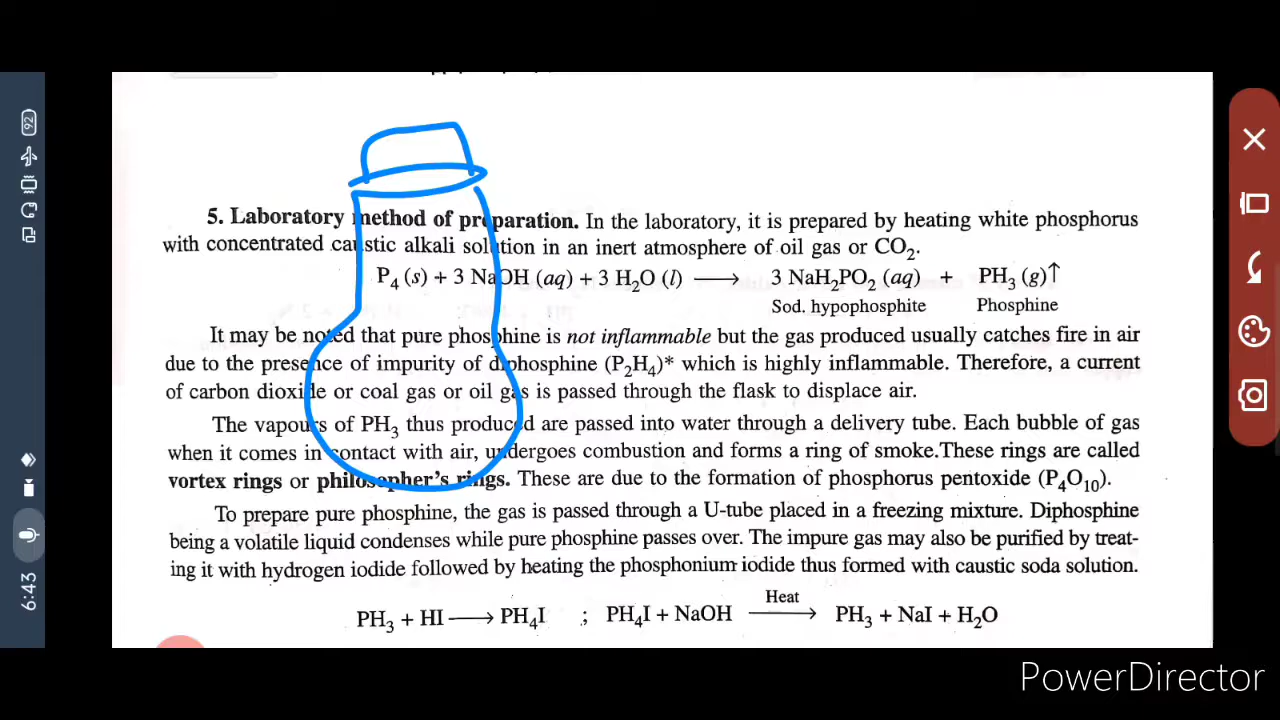 92
5. Laboratory method of preparation. In the laboratory, it is prepared by heating white phosphorus
with concentrated caustic alkali solution in an inert atmosphere of oil gas or CO₂.
P₄ (s) + 3 NaOH (aq) + 3 H₂O (l) ⟶ 3 NaH₂PO₂ (aq) + PH₃ (g)↑
Sod. hypophosphite Phosphine
It may be noted that pure phosphine is not inflammable but the gas produced usually catches fire in air
due to the presence of impurity of diphosphine (P₂H₄)* which is highly inflammable. Therefore, a current
of carbon dioxide or coal gas or oil gas is passed through the flask to displace air.
The vapours of PH₃ thus produced are passed into water through a delivery tube. Each bubble of gas
when it comes in contact with air, undergoes combustion and forms a ring of smoke.These rings are called
vortex rings or philosopher's rings. These are due to the formation of phosphorus pentoxide (P₄O₁₀).
To prepare pure phosphine, the gas is passed through a U-tube placed in a freezing mixture. Diphosphine
being a volatile liquid condenses while pure phosphine passes over. The impure gas may also be purified by treat-
ing it with hydrogen iodide followed by heating the phosphonium iodide thus formed with caustic soda solution.
Heat
PH₃ + HI ⟶ PH₄I ; PH₄I + NaOH ⟶ PH₃ + NaI + H₂O
6:43
PowerDirector